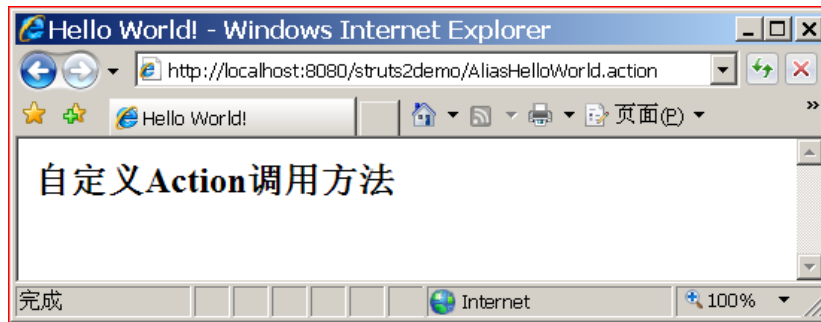 Hello World! - Windows Internet Explorer
http://localhost:8080/struts2demo/AliasHelloWorld.action
Hello World! 页面(P) »
自定义Action调用方法
完成 Internet 100%